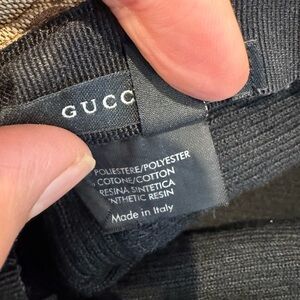 GUCC
POLIESTERE/POLYESTER
COTONE/COTTON
RESINA SINTETICA
NTHETIC RESIN
Made in Italy